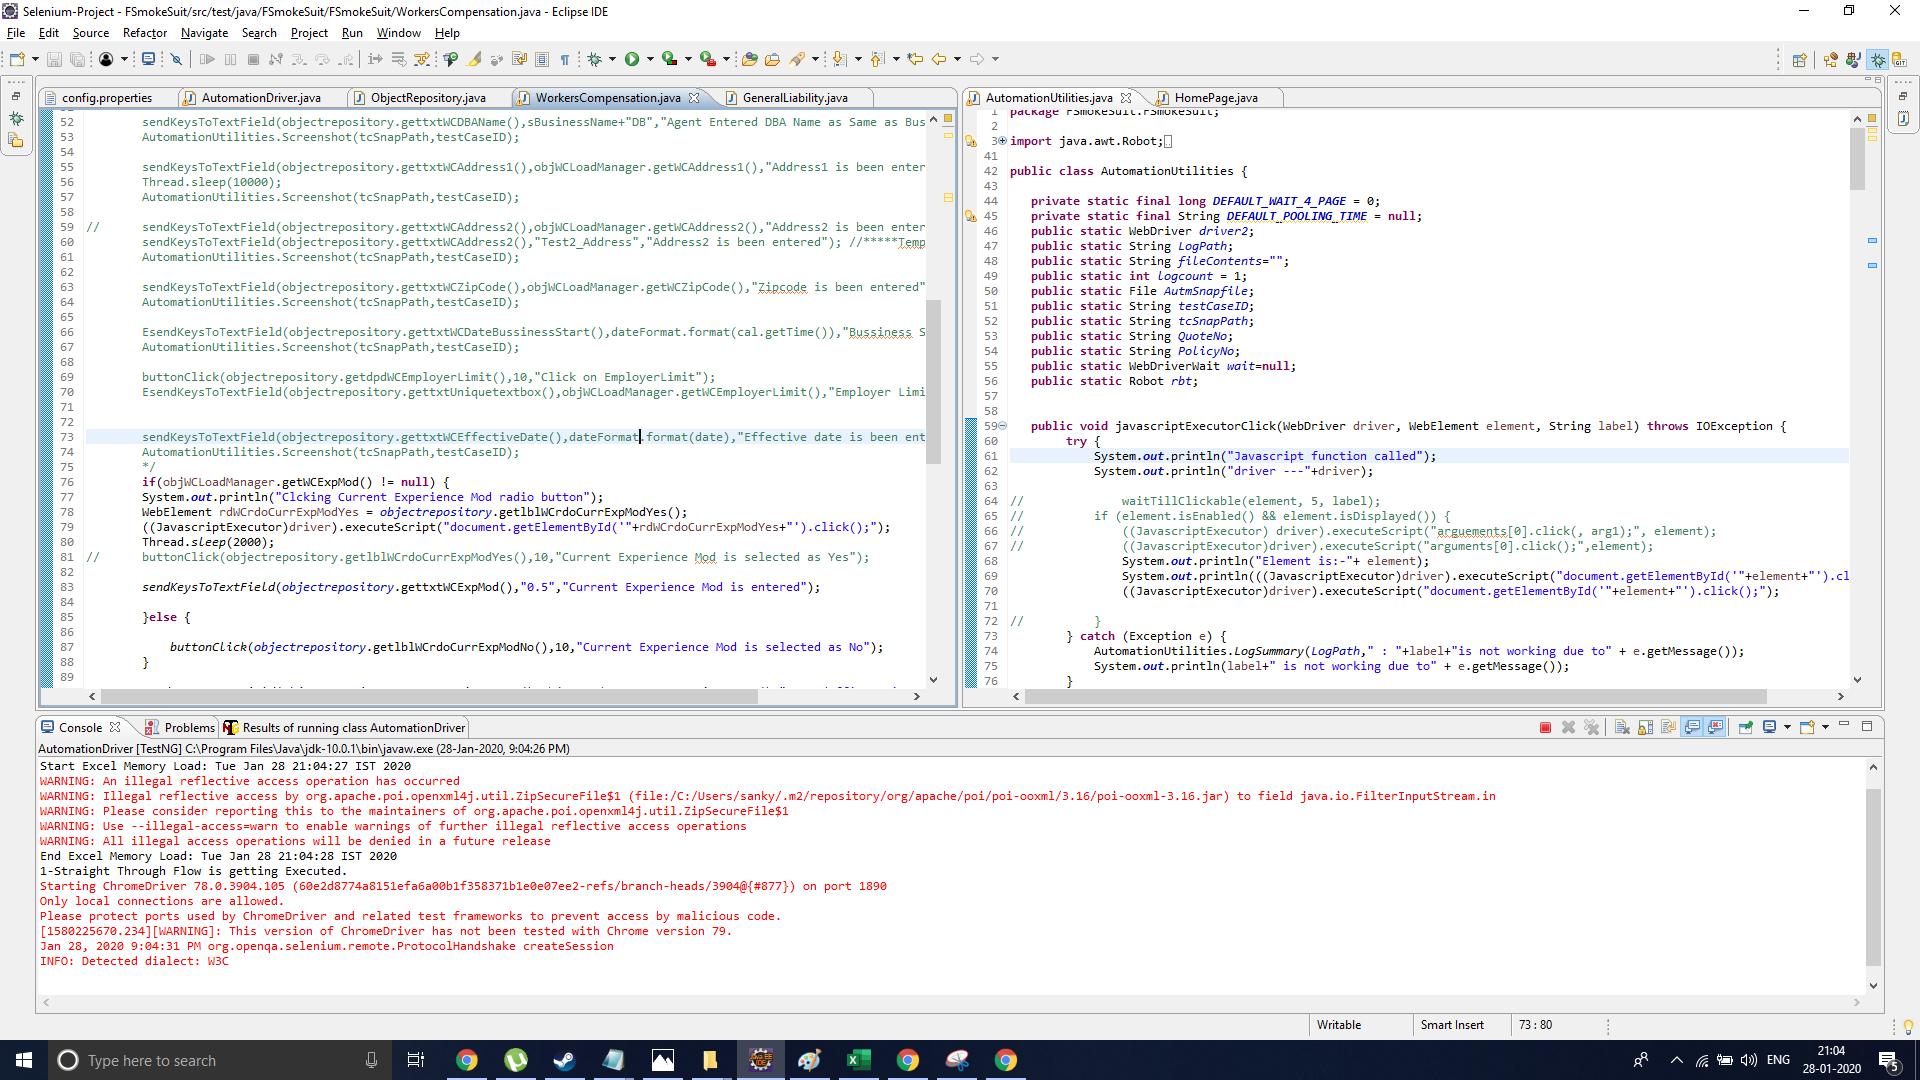 Selenium-Project - FSmokeSuit/src/test/java/FSmokeSuit/FSmokeSuit/WorkersCompensation.java - Eclipse IDE
File Edit Source Refactor Navigate Search Project Run Window Help
config.properties AutomationDriver.java ObjectRepository.java WorkersCompensation.java GeneralLiability.java
52 sendKeysToTextField(objectrepository.gettxtWCDBAName(),sBusinessName+"DB","Agent Entered DBA Name as Same as Bus
53 AutomationUtilities.Screenshot(tcSnapPath,testCaseID);
54
55 sendKeysToTextField(objectrepository.gettxtWCAddress1(),objWCLoadManager.getWCAddress1(),"Address1 is been enter
56 Thread.sleep(10000);
57 AutomationUtilities.Screenshot(tcSnapPath,testCaseID);
58
59 // sendKeysToTextField(objectrepository.gettxtWCAddress2(),objWCLoadManager.getWCAddress2(),"Address2 is been enter
60 sendKeysToTextField(objectrepository.gettxtWCAddress2(),"Test2_Address","Address2 is been entered"); //*****Temp
61 AutomationUtilities.Screenshot(tcSnapPath,testCaseID);
62
63 sendKeysToTextField(objectrepository.gettxtWCZipCode(),objWCLoadManager.getWCZipCode(),"Zipcode is been entered"
64 AutomationUtilities.Screenshot(tcSnapPath,testCaseID);
65
66 EsendKeysToTextField(objectrepository.gettxtWCDateBussinessStart(),dateFormat.format(cal.getTime()),"Bussiness S
67 AutomationUtilities.Screenshot(tcSnapPath,testCaseID);
68
69 buttonClick(objectrepository.getdpdWCEmployerLimit(),10,"Click on EmployerLimit");
70 EsendKeysToTextField(objectrepository.gettxtUniquetextbox(),objWCLoadManager.getWCEmployerLimit(),"Employer Limi
71
72
73 sendKeysToTextField(objectrepository.gettxtWCEffectiveDate(),dateFormat.format(date),"Effective date is been ent
74 AutomationUtilities.Screenshot(tcSnapPath,testCaseID);
75 */
76 if(objWCLoadManager.getWCExpMod() != null) {
77 System.out.println("Clcking Current Experience Mod radio button");
78 WebElement rdWCrdoCurrExpModYes = objectrepository.getlblWCrdoCurrExpModYes();
79 ((JavascriptExecutor)driver).executeScript("document.getElementById('"+rdWCrdoCurrExpModYes+"').click();");
80 Thread.sleep(2000);
81 // buttonClick(objectrepository.getlblWCrdoCurrExpModYes(),10,"Current Experience Mod is selected as Yes");
82
83 sendKeysToTextField(objectrepository.gettxtWCExpMod(),"0.5","Current Experience Mod is entered");
84
85 }else {
86
87 buttonClick(objectrepository.getlblWCrdoCurrExpModNo(),10,"Current Experience Mod is selected as No");
88 }
89
AutomationUtilities.java HomePage.java
1 package FSmokeSuit.FSmokeSuit;
2
3 import java.awt.Robot;
41
42 public class AutomationUtilities {
43
44 private static final long DEFAULT_WAIT_4_PAGE = 0;
45 private static final String DEFAULT_POOLING_TIME = null;
46 public static WebDriver driver2;
47 public static String LogPath;
48 public static String fileContents="";
49 public static int logcount = 1;
50 public static File AutmSnapfile;
51 public static String testCaseID;
52 public static String tcSnapPath;
53 public static String QuoteNo;
54 public static String PolicyNo;
55 public static WebDriverWait wait=null;
56 public static Robot rbt;
57
58
59 public void javascriptExecutorClick(WebDriver driver, WebElement element, String label) throws IOException {
60 try {
61 System.out.println("Javascript function called");
62 System.out.println("driver ---"+driver);
63
64 // waitTillClickable(element, 5, label);
65 // if (element.isEnabled() && element.isDisplayed()) {
66 // ((JavascriptExecutor) driver).executeScript("arguements[0].click(, arg1);", element);
67 // ((JavascriptExecutor) driver).executeScript("arguments[0].click();",element);
68 System.out.println("Element is:-"+ element);
69 System.out.println(((JavascriptExecutor)driver).executeScript("document.getElementById('"+element+"').cl
70 ((JavascriptExecutor)driver).executeScript("document.getElementById('"+element+"').click();");
71
72 // }
73 } catch (Exception e) {
74 AutomationUtilities.LogSummary(LogPath," : "+label+"is not working due to" + e.getMessage());
75 System.out.println(label+" is not working due to" + e.getMessage());
76 }
Console Problems Results of running class AutomationDriver
AutomationDriver [TestNG] C:\Program Files\Java\jdk-10.0.1\bin\javaw.exe (28-Jan-2020, 9:04:26 PM)
Start Excel Memory Load: Tue Jan 28 21:04:27 IST 2020
WARNING: An illegal reflective access operation has occurred
WARNING: Illegal reflective access by org.apache.poi.openxml4j.util.ZipSecureFile$1 (file:/C:/Users/sanky/.m2/repository/org/apache/poi/poi-ooxml/3.16/poi-ooxml-3.16.jar) to field java.io.FilterInputStream.in
WARNING: Please consider reporting this to the maintainers of org.apache.poi.openxml4j.util.ZipSecureFile$1
WARNING: Use --illegal-access=warn to enable warnings of further illegal reflective access operations
WARNING: All illegal access operations will be denied in a future release
End Excel Memory Load: Tue Jan 28 21:04:28 IST 2020
1-Straight Through Flow is getting Executed.
Starting ChromeDriver 78.0.3904.105 (60e2d8774a8151efa6a00b1f358371b1e0e07ee2-refs/branch-heads/3904@{#877}) on port 1890
Only local connections are allowed.
Please protect ports used by ChromeDriver and related test frameworks to prevent access by malicious code.
[1580225670.234][WARNING]: This version of ChromeDriver has not been tested with Chrome version 79.
Jan 28, 2020 9:04:31 PM org.openqa.selenium.remote.ProtocolHandshake createSession
INFO: Detected dialect: W3C
Writable Smart Insert 73 : 80
Type here to search
ENG
21:04
28-01-2020
5